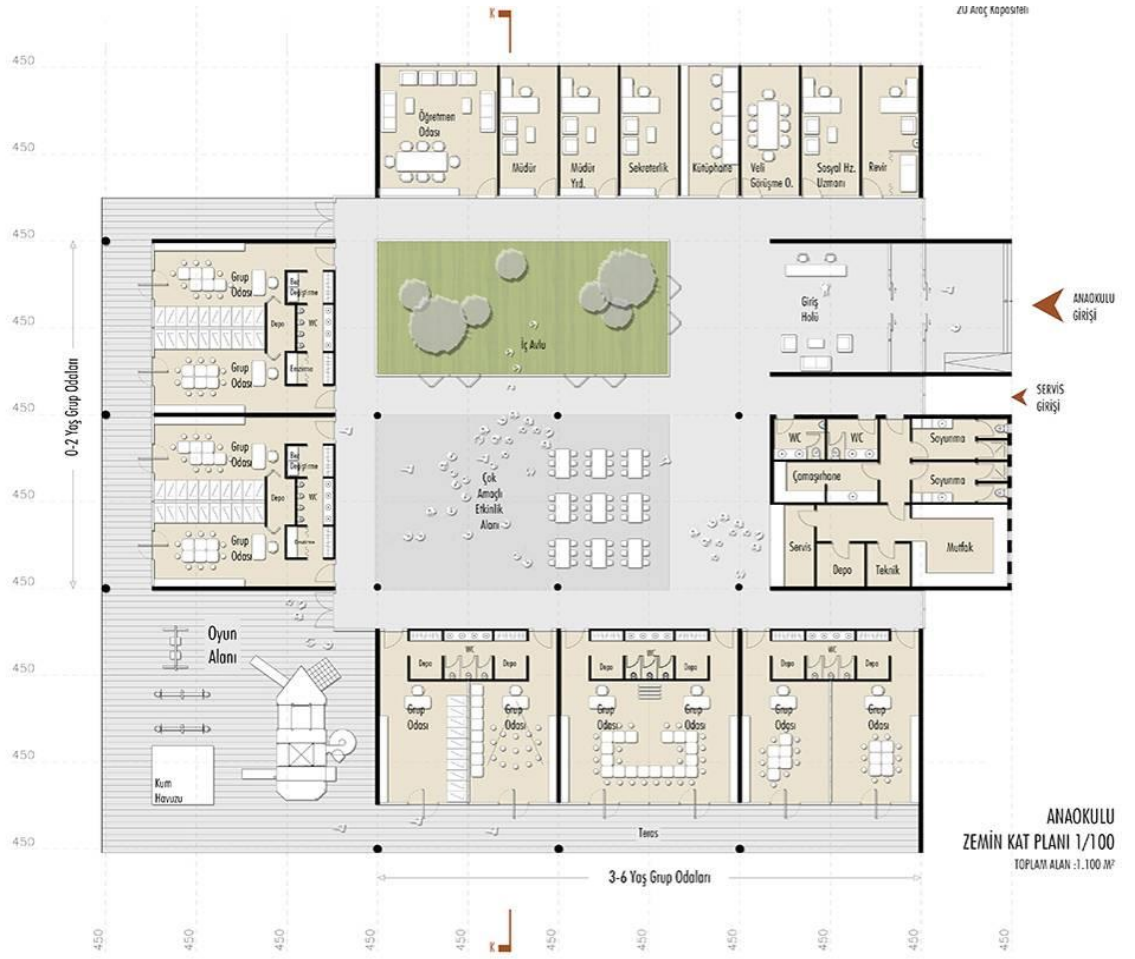 20 Araç Kapasiteli
K
450
450
450
450
450
450
450
450
450
450
Öğretmen
Odası
Müdür
Müdür
Yrd.
Sekreterlik
Kütüphane
Veli
Görüşme O.
Sosyal Hz.
Uzmanı
Revir
0-2 Yaş Grup Odaları
Grup
Odası
Bez
Değiştirme
Depo
WC
Emzirme
Grup
Odası
Grup
Odası
Bez
Değiştirme
Depo
WC
Emzirme
Grup
Odası
İç Avlu
Giriş
Holü
ANAOKULU
GİRİŞİ
SERVİS
GİRİŞİ
Çok
Amaçlı
Etkinlik
Alanı
WC
WC
Soyunma
Çamaşırhane
Soyunma
Servis
Depo
Teknik
Mutfak
Oyun
Alanı
Kum
Havuzu
WC
Depo
Depo
Grup
Odası
Grup
Odası
WC
Depo
Depo
Grup
Odası
Grup
Odası
WC
Depo
Depo
Grup
Odası
Grup
Odası
Teras
3-6 Yaş Grup Odaları
ANAOKULU
ZEMİN KAT PLANI 1/100
TOPLAM ALAN :1.100 M²
K
450
450
450
450
450
450
450
450
450
450
450